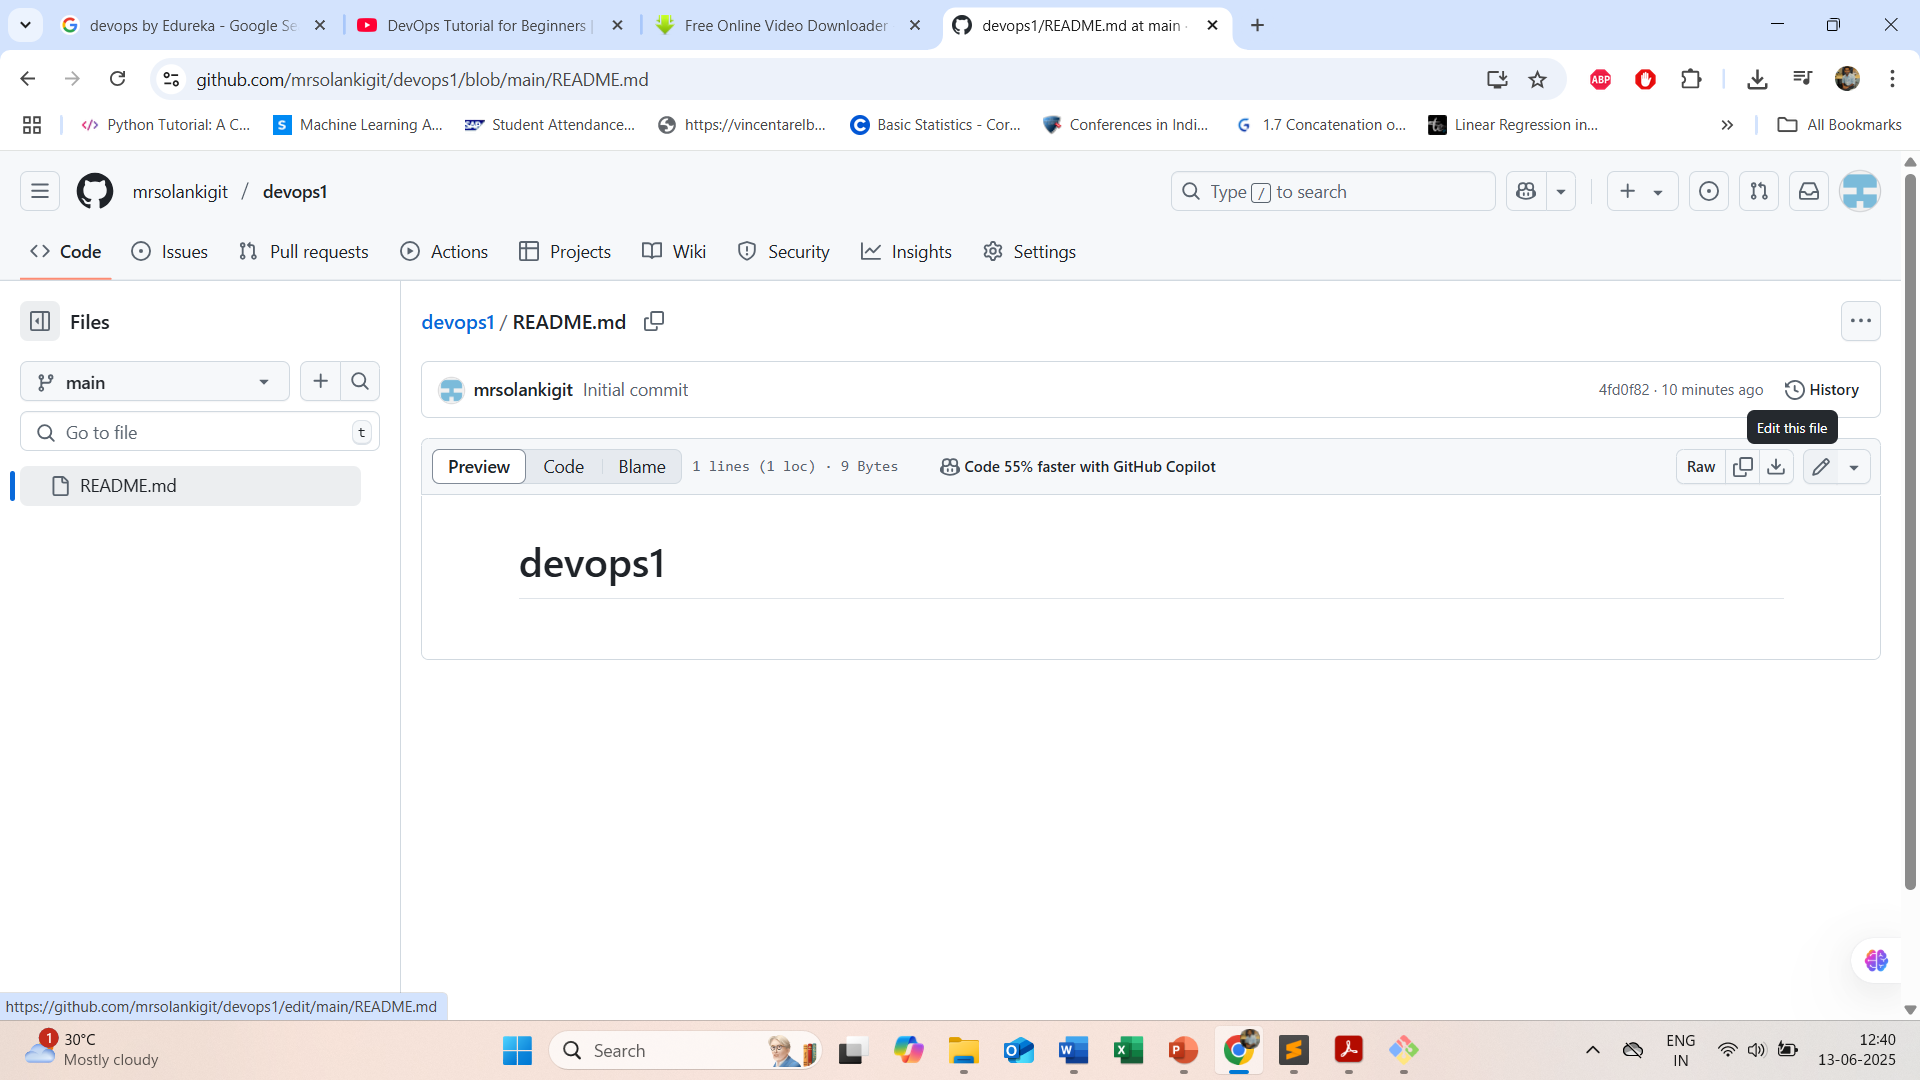 devops by Edureka - Google Se
DevOps Tutorial for Beginners |
Free Online Video Downloader
devops1/README.md at main ·
github.com/mrsolankigit/devops1/blob/main/README.md
ABP
Python Tutorial: A C...
S Machine Learning A...
SAP Student Attendance...
https://vincentarelb...
Basic Statistics - Cor...
Conferences in Indi...
1.7 Concatenation o...
Linear Regression in...
All Bookmarks
mrsolankigit / devops1
Type / to search
Code
Issues
Pull requests
Actions
Projects
Wiki
Security
Insights
Settings
Files
main
Go to file
t
README.md
devops1 / README.md
mrsolankigit Initial commit
4fd0f82 · 10 minutes ago
History
Edit this file
Preview
Code
Blame
1 lines (1 loc) · 9 Bytes
Code 55% faster with GitHub Copilot
Raw
devops1
https://github.com/mrsolankigit/devops1/edit/main/README.md
1
30°C
Mostly cloudy
Search
ENG
IN
12:40
13-06-2025